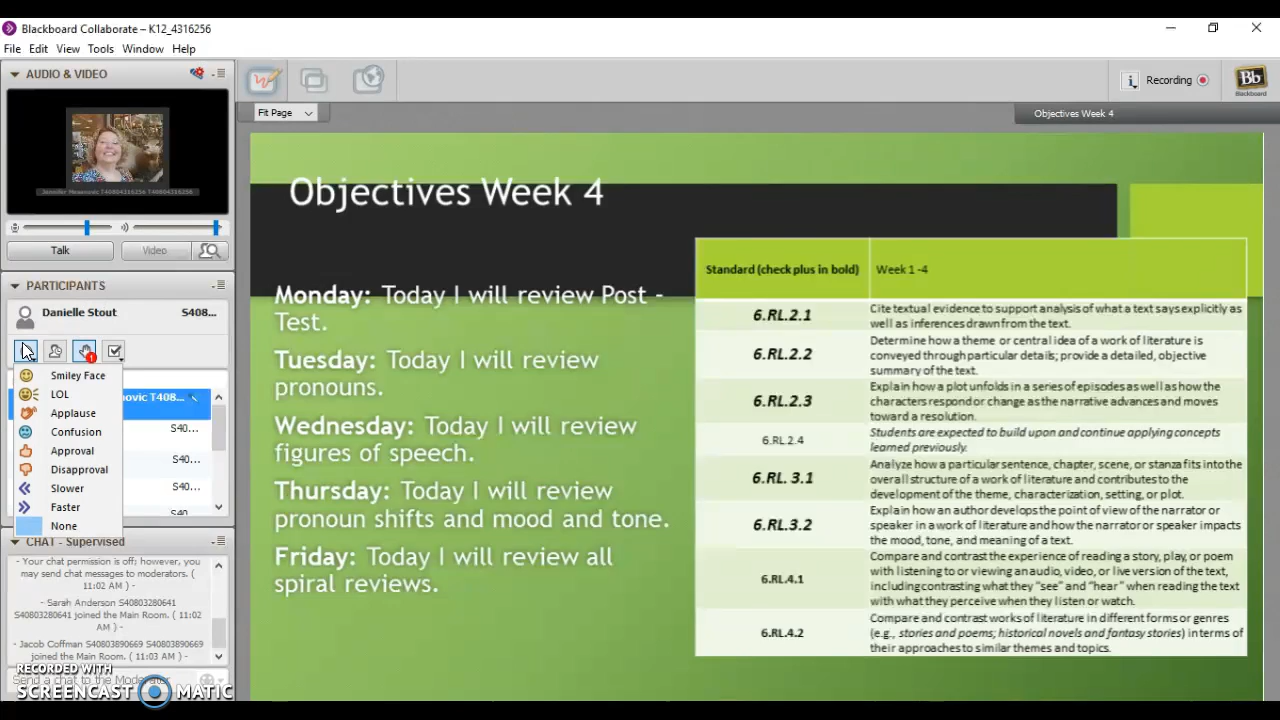 Blackboard Collaborate – K12_4316256
File Edit View Tools Window Help
AUDIO & VIDEO
Talk
Video
PARTICIPANTS
Danielle Stout S408...
1
Smiley Face
LOL
Applause
Confusion
Approval
Disapproval
Slower
Faster
None
ovic T408...
S40...
S40...
S40...
CHAT - Supervised
- Your chat permission is off; however, you
may send chat messages to moderators. (
11:02 AM ) -
- Sarah Anderson S40803280641
S40803280641 joined the Main Room. ( 11:02
AM ) -
- Jacob Coffman S40803890669 S40803890669
joined the Main Room. ( 11:03 AM ) -
Send a chat to the Moderator
RECORDED WITH
SCREENCAST MATIC
Fit Page
Recording
Bb
Blackboard
Objectives Week 4
Objectives Week 4
Monday: Today I will review Post -
Test.
Tuesday: Today I will review
pronouns.
Wednesday: Today I will review
figures of speech.
Thursday: Today I will review
pronoun shifts and mood and tone.
Friday: Today I will review all
spiral reviews.
Standard (check plus in bold) Week 1 -4
6.RL.2.1 Cite textual evidence to support analysis of what a text says explicitly as
well as inferences drawn from the text.
6.RL.2.2 Determine how a theme or central idea of a work of literature is
conveyed through particular details; provide a detailed, objective
summary of the text.
6.RL.2.3 Explain how a plot unfolds in a series of episodes as well as how the
characters respond or change as the narrative advances and moves
toward a resolution.
6.RL.2.4 Students are expected to build upon and continue applying concepts
learned previously.
6.RL. 3.1 Analyze how a particular sentence, chapter, scene, or stanza fits into the
overall structure of a work of literature and contributes to the
development of the theme, characterization, setting, or plot.
6.RL.3.2 Explain how an author develops the point of view of the narrator or
speaker in a work of literature and how the narrator or speaker impacts
the mood, tone, and meaning of a text.
6.RL.4.1 Compare and contrast the experience of reading a story, play, or poem
with listening to or viewing an audio, video, or live version of the text,
including contrasting what they "see" and "hear" when reading the text
with what they perceive when they listen or watch.
6.RL.4.2 Compare and contrast works of literature in different forms or genres
(e.g., stories and poems; historical novels and fantasy stories) in terms of
their approaches to similar themes and topics.